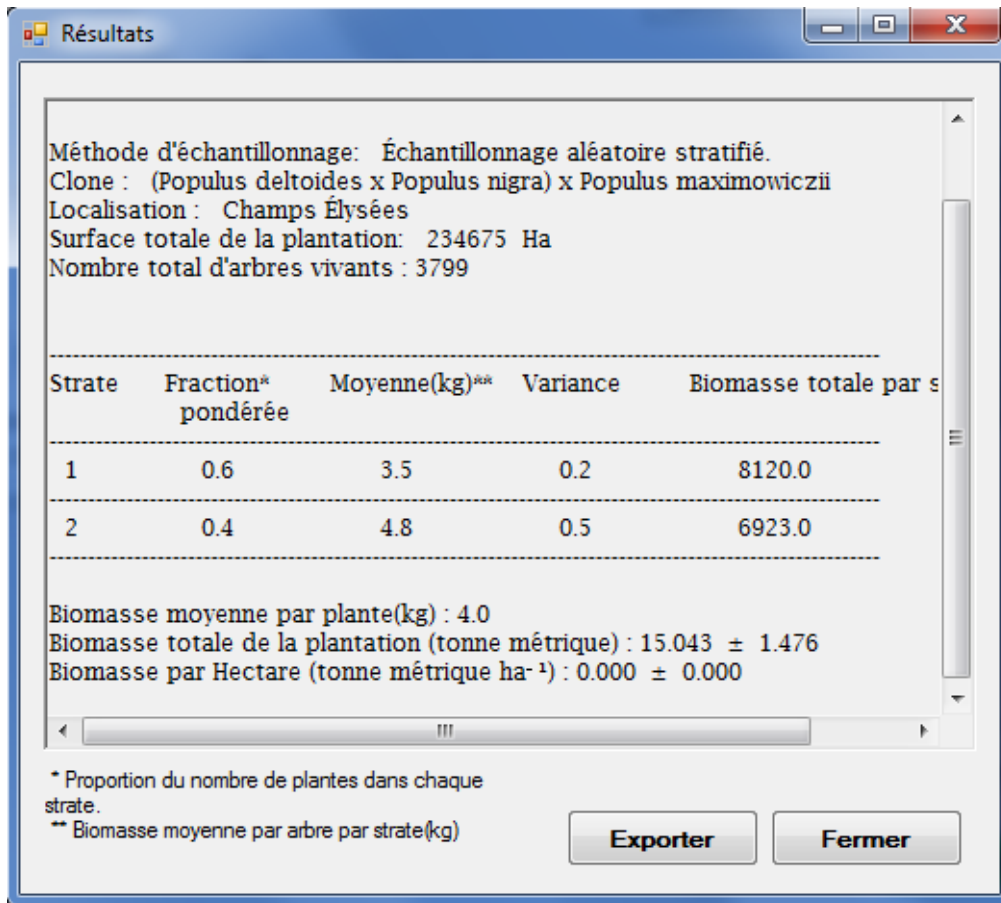 Résultats
Méthode d'échantillonnage: Échantillonnage aléatoire stratifié.
Clone : (Populus deltoides x Populus nigra) x Populus maximowiczii
Localisation : Champs Élysées
Surface totale de la plantation: 234675 Ha
Nombre total d'arbres vivants : 3799
Strate Fraction* Moyenne(kg)** Variance Biomasse totale par s
pondérée
1 0.6 3.5 0.2 8120.0
2 0.4 4.8 0.5 6923.0
Biomasse moyenne par plante(kg) : 4.0
Biomasse totale de la plantation (tonne métrique) : 15.043 ± 1.476
Biomasse par Hectare (tonne métrique ha- ¹) : 0.000 ± 0.000
* Proportion du nombre de plantes dans chaque
strate.
** Biomasse moyenne par arbre par strate(kg)
Exporter Fermer